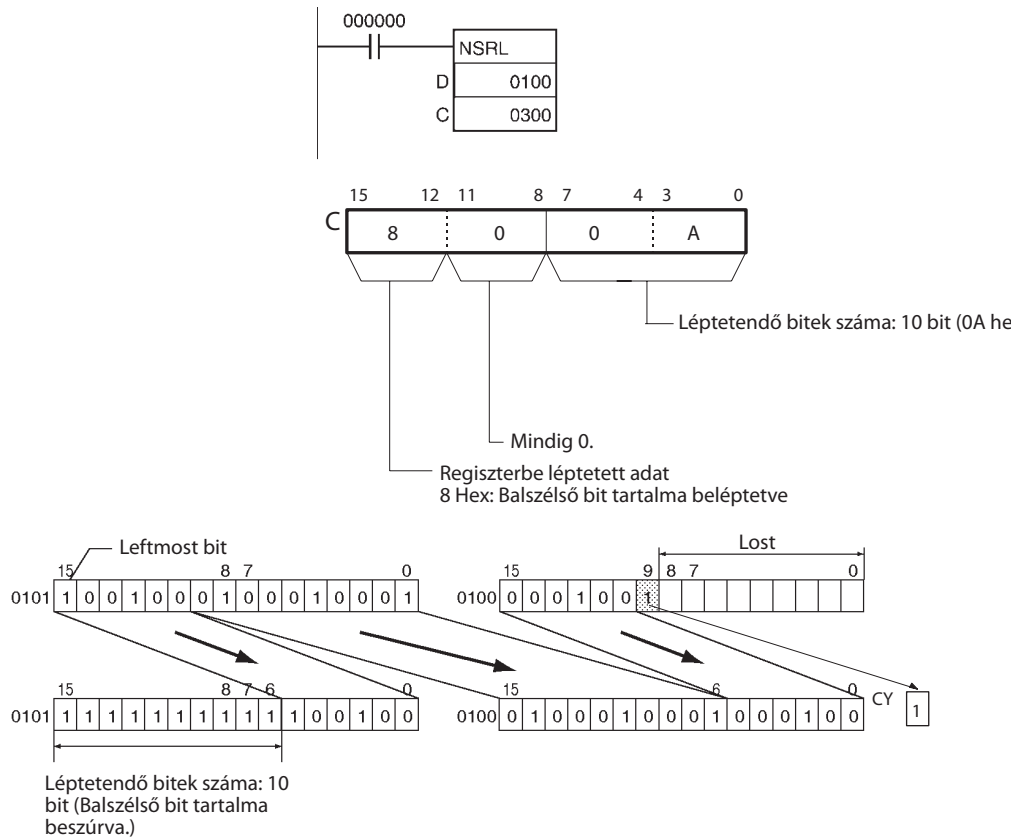 000000
NSRL
D 0100
C 0300
15 12 11 8 7 4 3 0
C 8 0 0 A
Léptetendő bitek száma: 10 bit (0A he
Mindig 0.
Regiszterbe léptetett adat
8 Hex: Balszélső bit tartalma beléptetve
Leftmost bit
Lost
15 8 7 0 15 9 8 7 0
0101 1 0 0 1 0 0 0 1 0 0 0 1 0 0 0 1 0100 0 0 0 1 0 0 1
15 8 7 6 0 15 6 0
0101 1 1 1 1 1 1 1 1 1 1 1 0 0 1 0 0 0100 0 1 0 0 0 1 0 0 0 1 0 0 0 1 0 0 CY 1
Léptetendő bitek száma: 10
bit (Balszélső bit tartalma
beszúrva.)